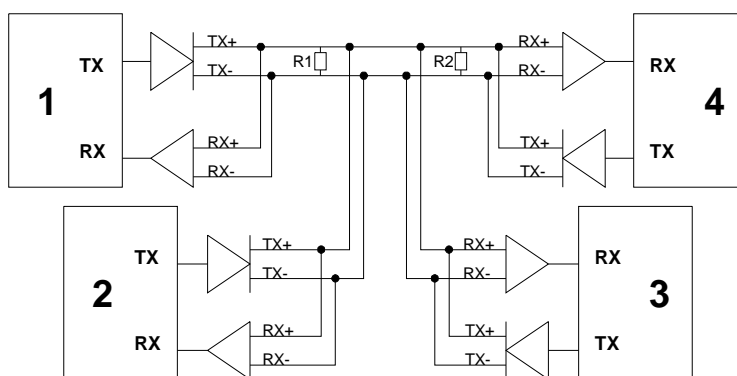 TX
TX+
R1
R2
RX+
TX-
RX-
RX
1
4
RX
RX+
TX+
TX
RX-
TX-
TX
TX+
RX+
RX
TX-
RX-
2
3
RX
RX+
TX+
TX
RX-
TX-